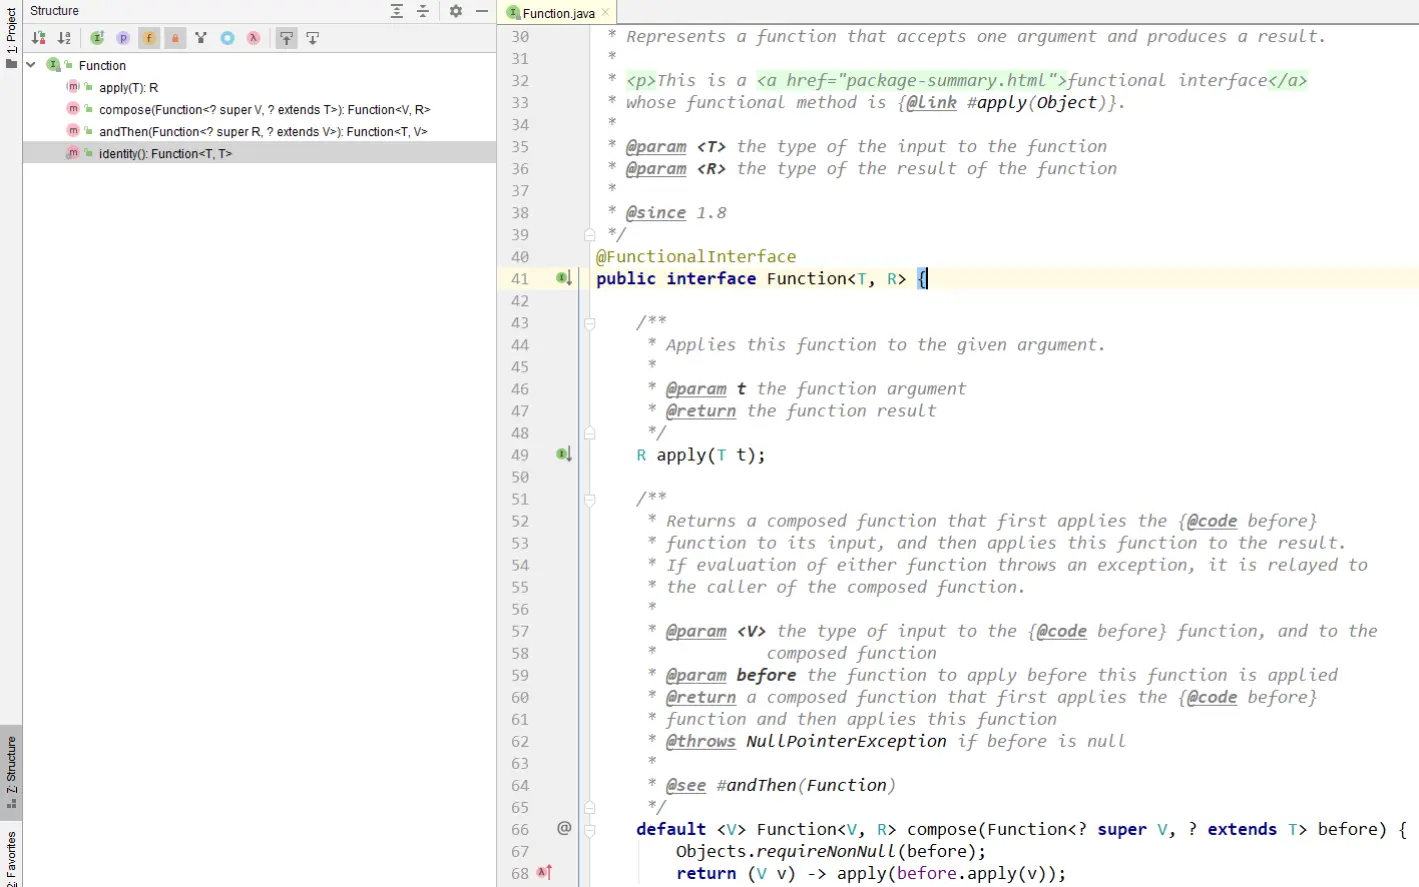 1: Project
Structure
Function
apply(T): R
compose(Function<? super V, ? extends T>): Function<V, R>
andThen(Function<? super R, ? extends V>): Function<T, V>
identity(): Function<T, T>
7: Structure
2: Favorites
Function.java
30 * Represents a function that accepts one argument and produces a result.
31 *
32 * <p>This is a <a href="package-summary.html">functional interface</a>
33 * whose functional method is {@link #apply(Object)}.
34 *
35 * @param <T> the type of the input to the function
36 * @param <R> the type of the result of the function
37 *
38 * @since 1.8
39 */
40 @FunctionalInterface
41 public interface Function<T, R> {
42
43 /**
44 * Applies this function to the given argument.
45 *
46 * @param t the function argument
47 * @return the function result
48 */
49 R apply(T t);
50
51 /**
52 * Returns a composed function that first applies the {@code before}
53 * function to its input, and then applies this function to the result.
54 * If evaluation of either function throws an exception, it is relayed to
55 * the caller of the composed function.
56 *
57 * @param <V> the type of input to the {@code before} function, and to the
58 * composed function
59 * @param before the function to apply before this function is applied
60 * @return a composed function that first applies the {@code before}
61 * function and then applies this function
62 * @throws NullPointerException if before is null
63 *
64 * @see #andThen(Function)
65 */
66 @ default <V> Function<V, R> compose(Function<? super V, ? extends T> before) {
67 Objects.requireNonNull(before);
68 return (V v) -> apply(before.apply(v));